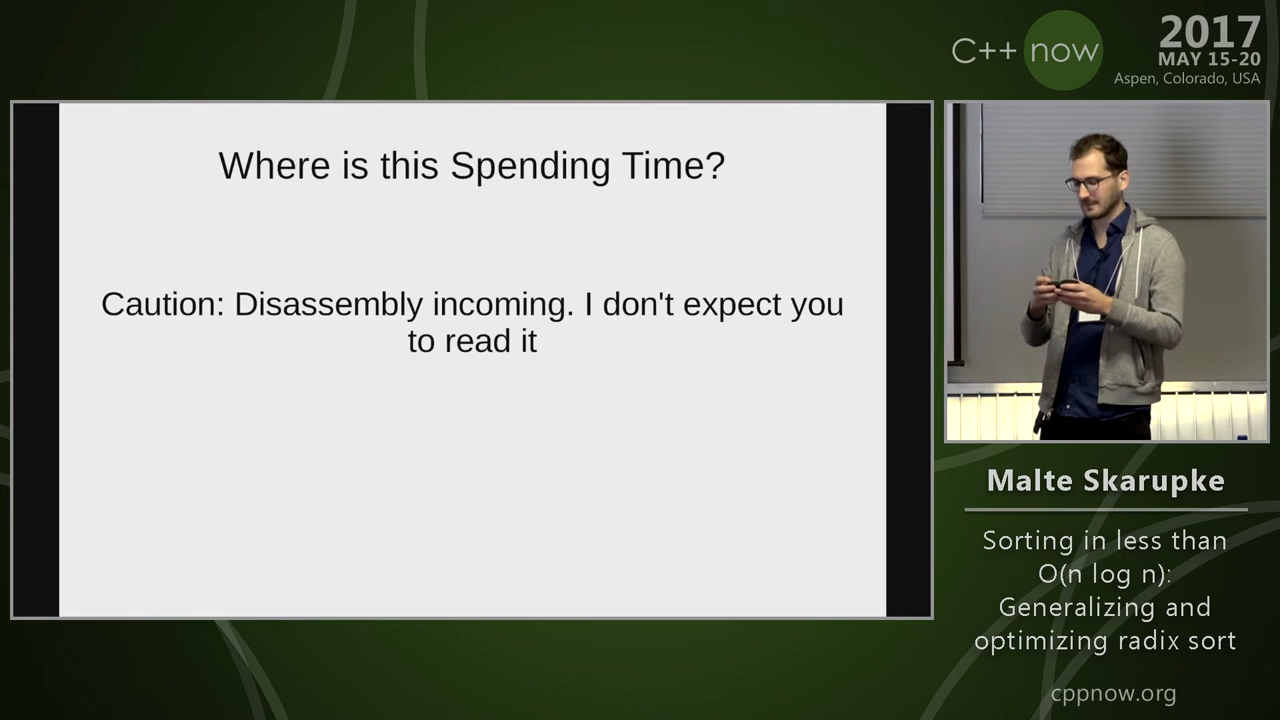 C++ now
2017
MAY 15-20
Aspen, Colorado, USA
Where is this Spending Time?
Caution: Disassembly incoming. I don't expect you
to read it
Malte Skarupke
Sorting in less than
O(n log n):
Generalizing and
optimizing radix sort
cppnow.org